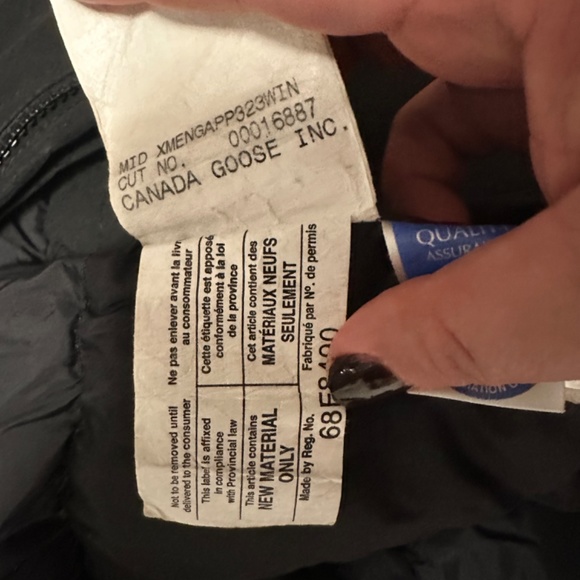 MID XMENGAPP323WIN
CUT NO. 00016887
CANADA GOOSE INC.
Ne pas enlever avant la
au consommateur
Cette étiquette est apposé
conformément à la loi
de la province
Cet article contient des
MATÉRIAUX NEUFS
SEULEMENT
Fabriqué par Nº. de permis
Not to be removed until
delivered to the consumer
This label is affixed
in compliance
with Provincial law
This article contains
NEW MATERIAL
ONLY
Made by Reg. No.
QUALITY